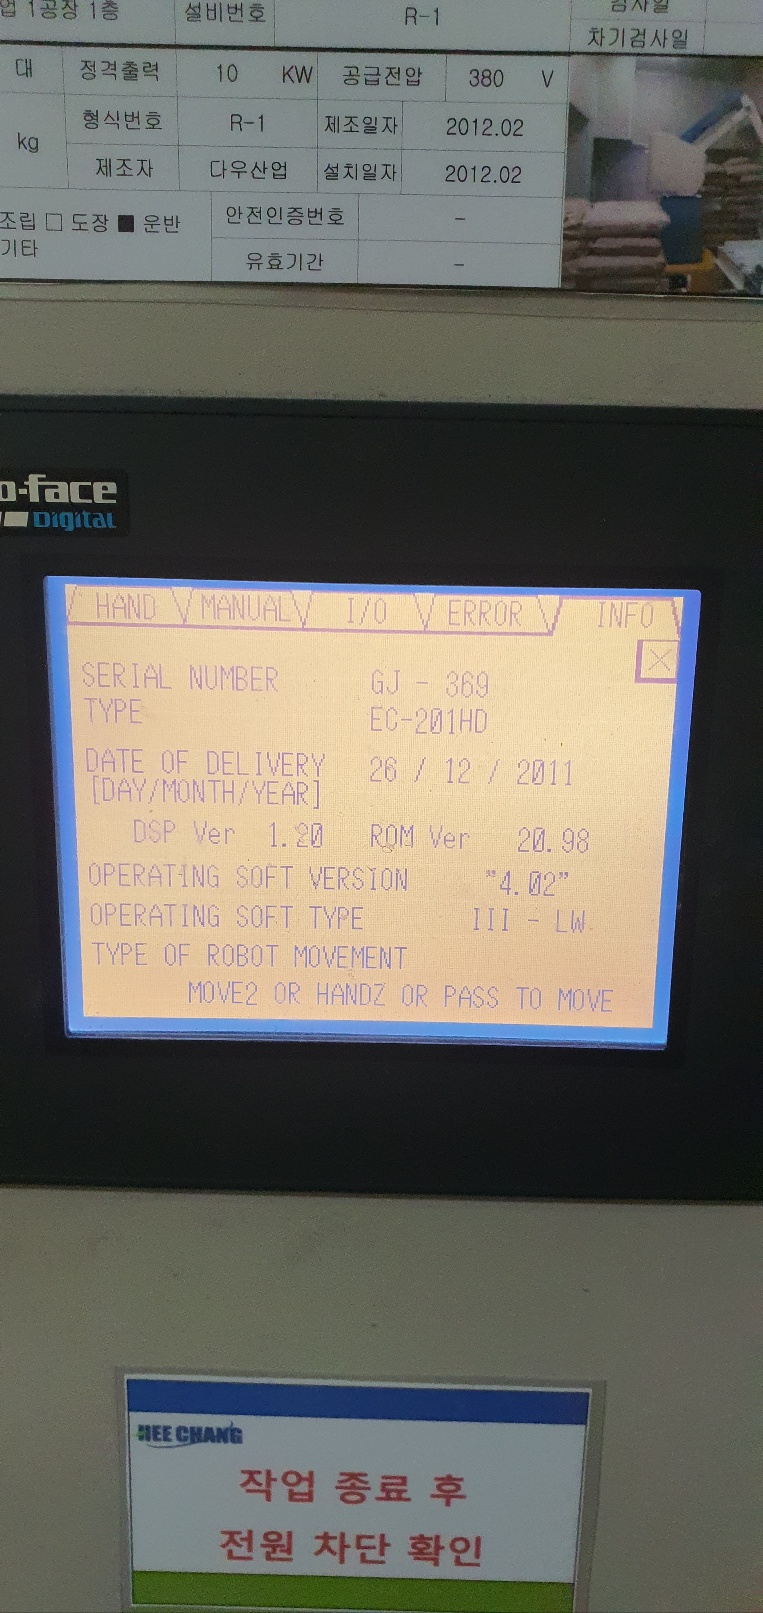 업 1공장 1층 설비번호 R-1 검사일
차기검사일
대 정격출력 10 KW 공급전압 380 V
kg 형식번호 R-1 제조일자 2012.02
제조자 다우산업 설치일자 2012.02
조립 □ 도장 ■ 운반 안전인증번호 -
기타 유효기간 -
o-face
Digital
HAND MANUAL I/O ERROR INFO
SERIAL NUMBER GJ - 369
TYPE EC-201HD
DATE OF DELIVERY 26 / 12 / 2011
[DAY/MONTH/YEAR]
DSP Ver 1.20 ROM Ver 20.98
OPERATING SOFT VERSION "4.02"
OPERATING SOFT TYPE III - LW
TYPE OF ROBOT MOVEMENT
MOVE2 OR HANDZ OR PASS TO MOVE
HEE CHANG
작업 종료 후
전원 차단 확인